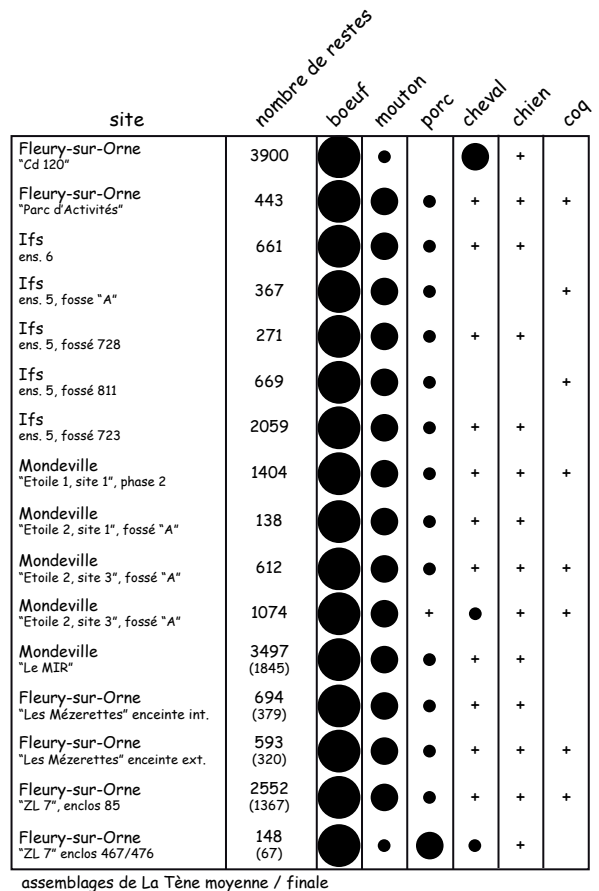 site nombre de restes boeuf mouton porc cheval chien coq
Fleury-sur-Orne 3900 +
"Cd 120"
Fleury-sur-Orne 443 + + +
"Parc d'Activités"
Ifs 661 + +
ens. 6
Ifs 367 +
ens. 5, fosse "A"
Ifs 271 + +
ens. 5, fossé 728
Ifs 669 +
ens. 5, fossé 811
Ifs 2059 + +
ens. 5, fossé 723
Mondeville 1404 + + +
"Etoile 1, site 1", phase 2
Mondeville 138 + +
"Etoile 2, site 1", fossé "A"
Mondeville 612 + + +
"Etoile 2, site 3", fossé "A"
Mondeville 1074 + + +
"Etoile 2, site 3", fossé "A"
Mondeville 3497 + +
"Le MIR" (1845)
Fleury-sur-Orne 694 + +
"Les Mézerettes" enceinte int. (379)
Fleury-sur-Orne 593 + + +
"Les Mézerettes" enceinte ext. (320)
Fleury-sur-Orne 2552 + + +
"ZL 7", enclos 85 (1367)
Fleury-sur-Orne 148 +
"ZL 7" enclos 467/476 (67)
assemblages de La Tène moyenne / finale